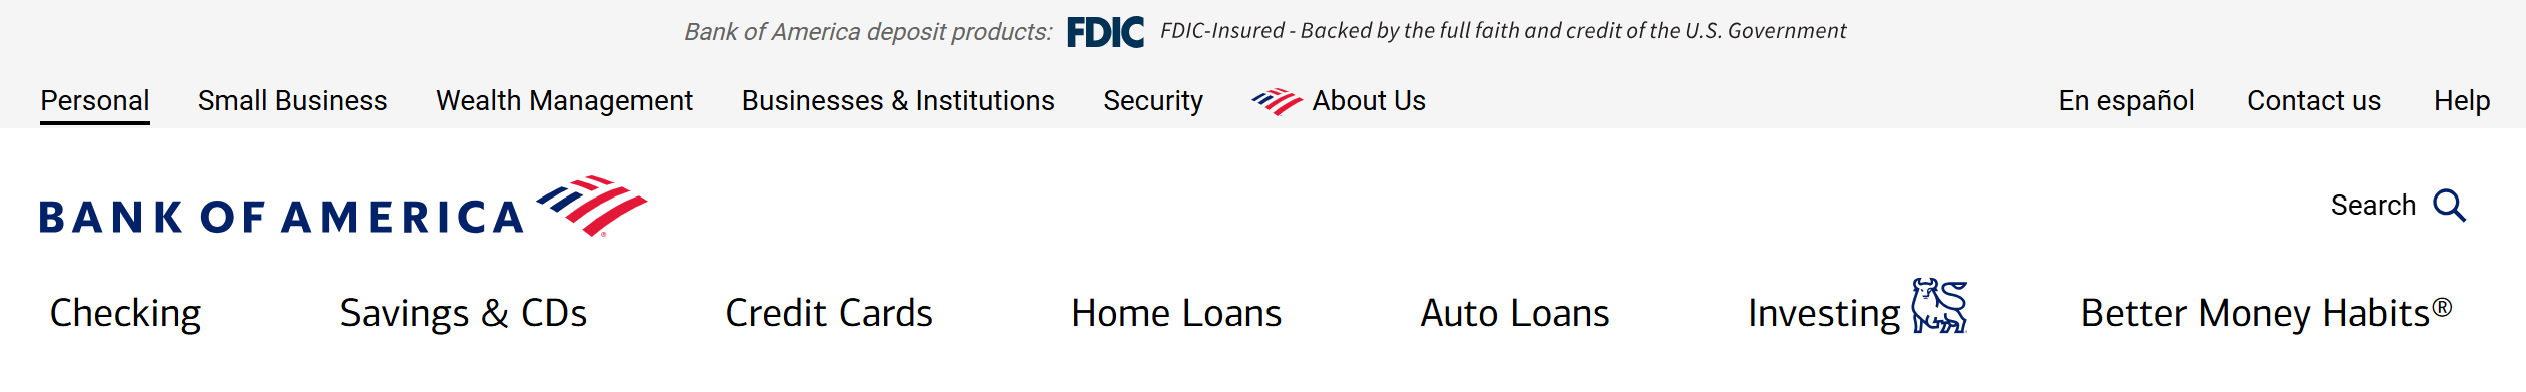 Bank of America deposit products: FDIC FDIC-Insured - Backed by the full faith and credit of the U.S. Government
Personal Small Business Wealth Management Businesses & Institutions Security About Us En español Contact us Help
BANK OF AMERICA ® Search
Checking Savings & CDs Credit Cards Home Loans Auto Loans Investing Better Money Habits®